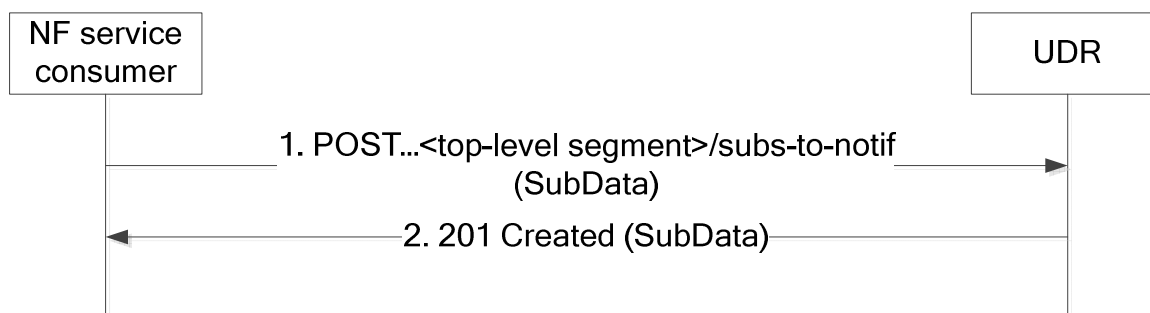 NF service
consumer
UDR
1. POST...<top-level segment>/subs-to-notif
(SubData)
2. 201 Created (SubData)